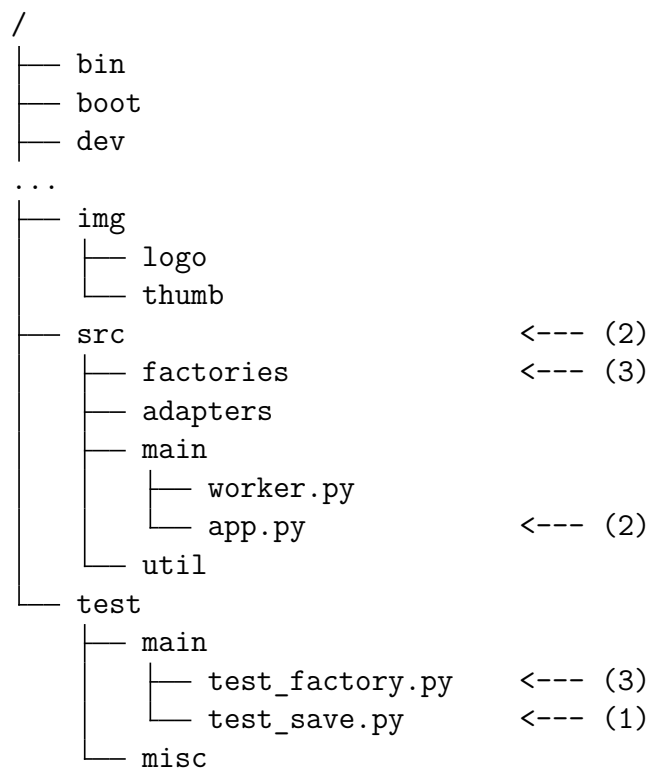 /
├── bin
├── boot
├── dev
...
├── img
│   ├── logo
│   └── thumb
├── src <--- (2)
│   ├── factories <--- (3)
│   ├── adapters
│   ├── main
│   │   ├── worker.py
│   │   └── app.py <--- (2)
│   └── util
└── test
    ├── main
    │   ├── test_factory.py <--- (3)
    │   └── test_save.py <--- (1)
    └── misc